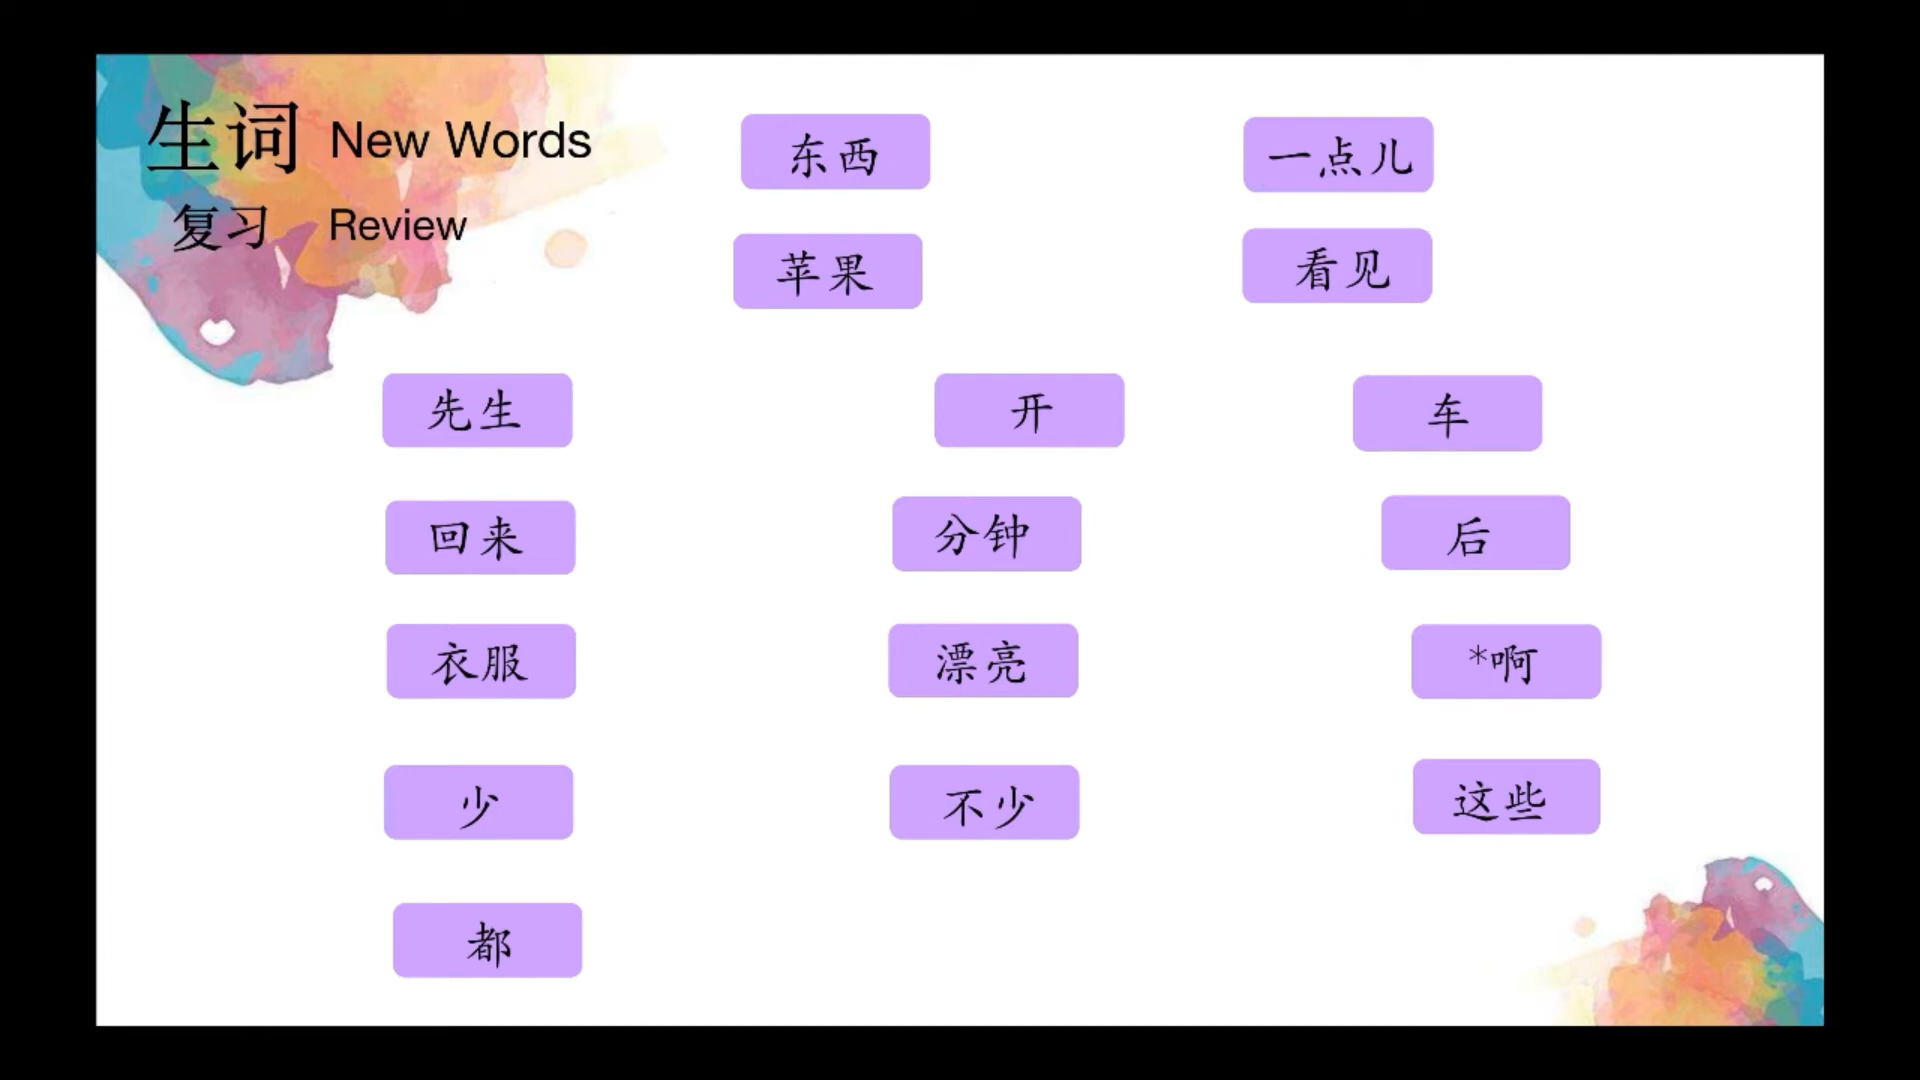 生词 New Words
复习 Review
东西 一点儿
苹果 看见
先生 开 车
回来 分钟 后
衣服 漂亮 *啊
少 不少 这些
都